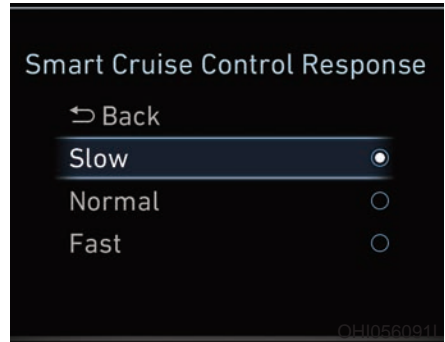 Smart Cruise Control Response
Back
Slow
Normal
Fast
OHI056091L